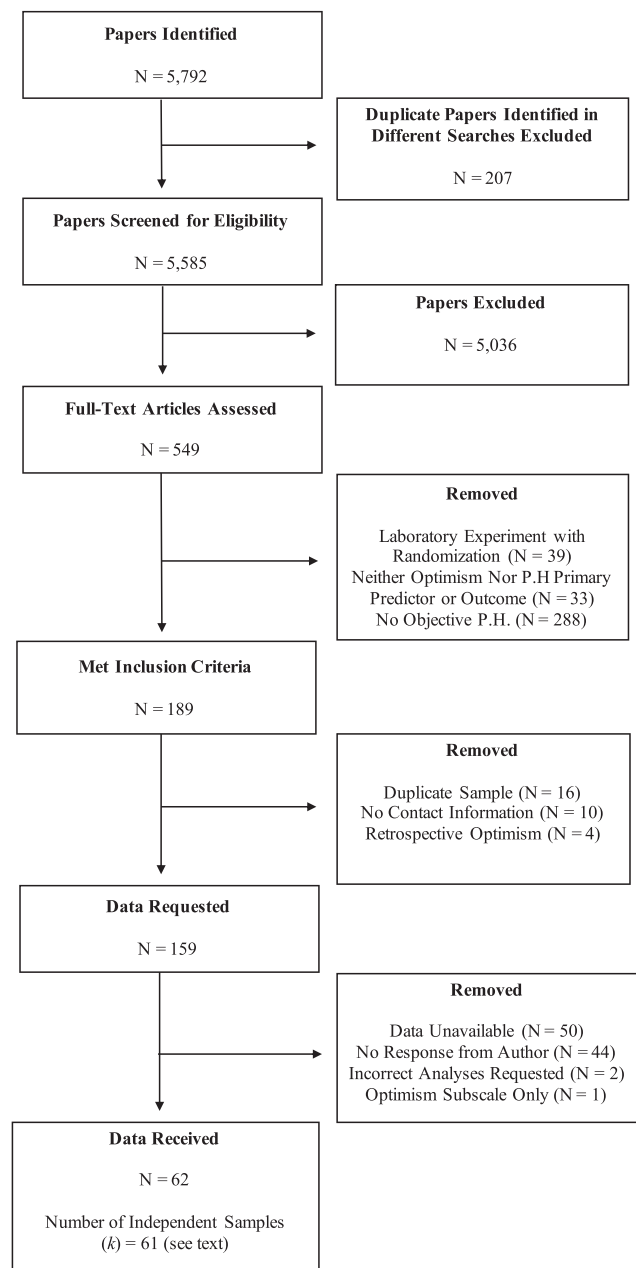 Papers Identified
N = 5,792
Duplicate Papers Identified in
Different Searches Excluded
N = 207
Papers Screened for Eligibility
N = 5,585
Papers Excluded
N = 5,036
Full-Text Articles Assessed
N = 549
Removed
Laboratory Experiment with
Randomization (N = 39)
Neither Optimism Nor P.H Primary
Predictor or Outcome (N = 33)
No Objective P.H. (N = 288)
Met Inclusion Criteria
N = 189
Removed
Duplicate Sample (N = 16)
No Contact Information (N = 10)
Retrospective Optimism (N = 4)
Data Requested
N = 159
Removed
Data Unavailable (N = 50)
No Response from Author (N = 44)
Incorrect Analyses Requested (N = 2)
Optimism Subscale Only (N = 1)
Data Received
N = 62
Number of Independent Samples
(k) = 61 (see text)